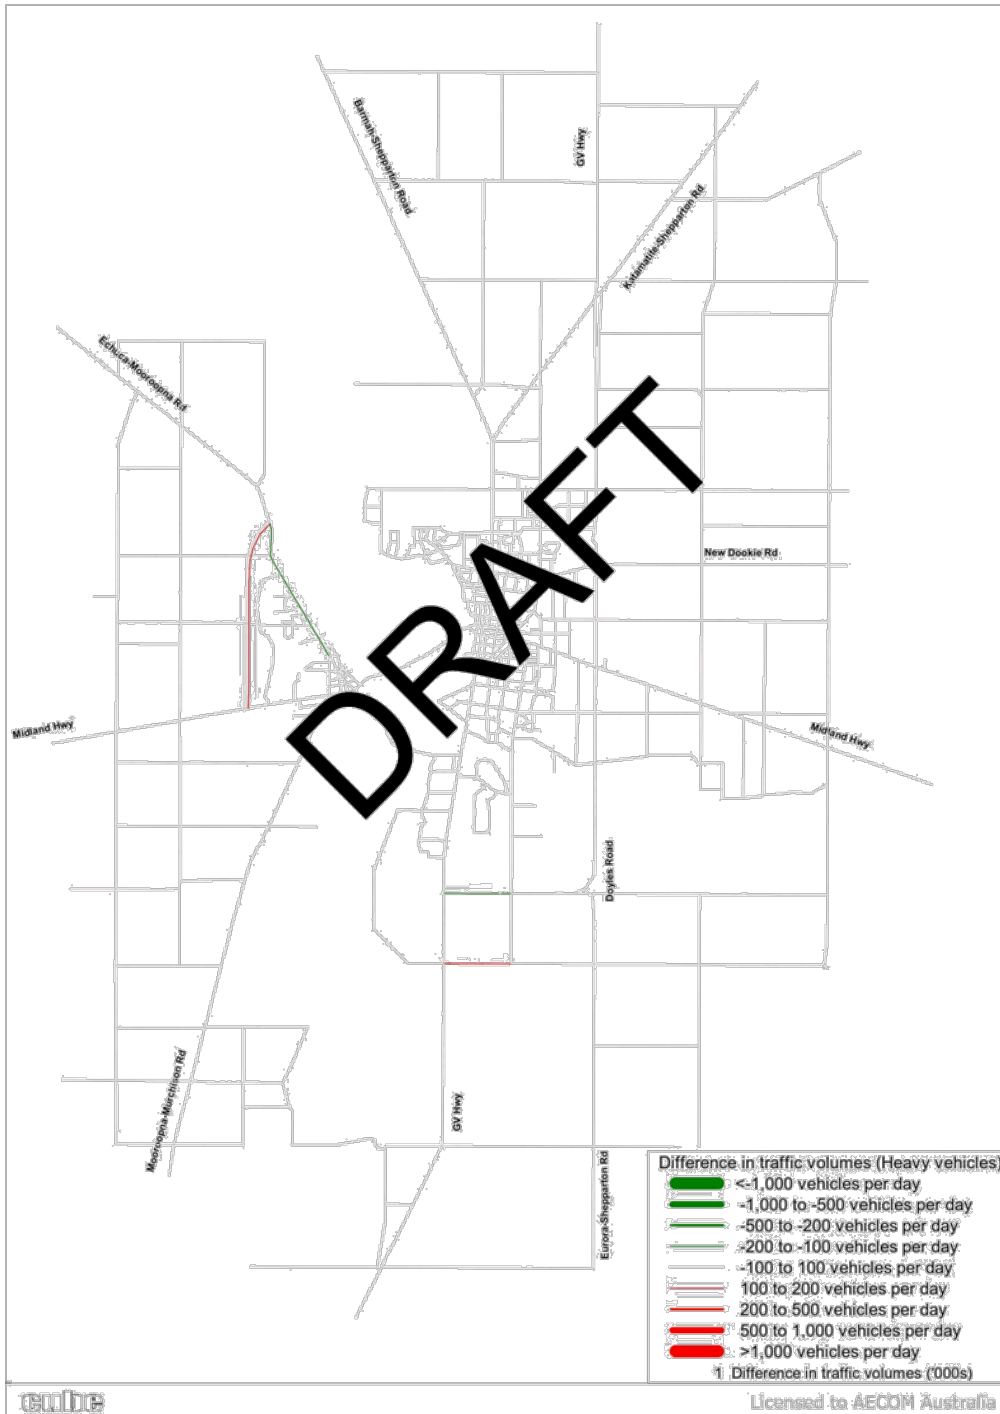 Barmah-Shepparton Road
GV Hwy
Katamatite-Shepparton Rd
Echuca-Mooroopna Rd
DRAFT
New Dookie Rd
Midland Hwy
Midland Hwy
Doyles Road
Mooroopna-Murchison Rd
GV Hwy
Eurora-Shepparton Rd
Difference in traffic volumes (Heavy vehicles)
<-1,000 vehicles per day
-1,000 to -500 vehicles per day
-500 to -200 vehicles per day
-200 to -100 vehicles per day
-100 to 100 vehicles per day
100 to 200 vehicles per day
200 to 500 vehicles per day
500 to 1,000 vehicles per day
>1,000 vehicles per day
1 Difference in traffic volumes ('000s)
cube
Licensed to AECOM Australia